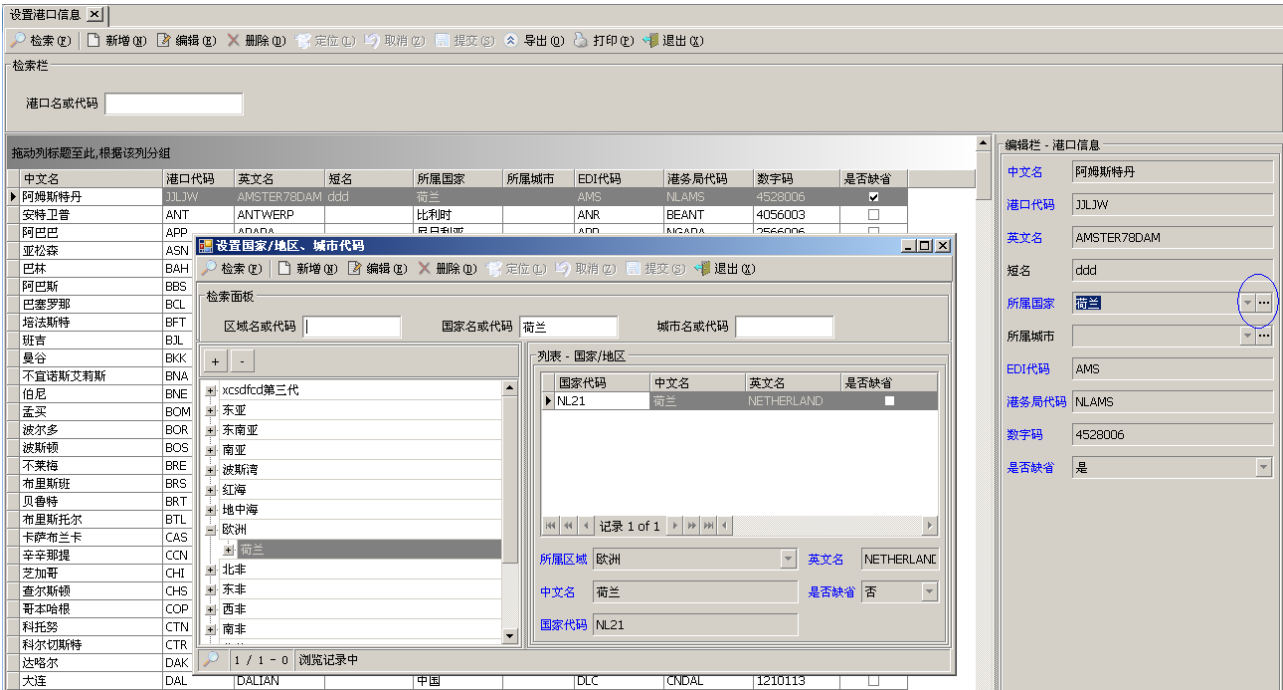 设置港口信息
检索(F) 新增(N) 编辑(E) 删除(D) 定位(L) 取消(Z) 提交(S) 导出(O) 打印(P) 退出(X)
检索栏
港口名或代码
拖动列标题至此,根据该列分组
中文名 港口代码 英文名 短名 所属国家 所属城市 EDI代码 港务局代码 数字码 是否缺省
阿姆斯特丹 JJLJW AMSTER78DAM ddd 荷兰 AMS NLAMS 4528006
安特卫普 ANT ANTWERP 比利时 ANR BEANT 4056003
阿巴巴 APP APAPA 尼日利亚 APP NGAPA 2566006
亚松森 ASN
巴林 BAH
阿巴斯 BBS
巴塞罗那 BCL
塔法斯特 BFT
班吉 BJL
曼谷 BKK
不宜诺斯艾莉斯 BNA
伯尼 BNE
孟买 BOM
波尔多 BOR
波斯顿 BOS
不莱梅 BRE
布里斯班 BRS
贝鲁特 BRT
布里斯托尔 BTL
卡萨布兰卡 CAS
辛辛那提 CCN
芝加哥 CHI
查尔斯顿 CHS
哥本哈根 COP
科托努 CTN
科尔切斯特 CTR
达喀尔 DAK
大连 DAL DALIAN 中国 DLC CNDAL 1210113
设置国家/地区、城市代码
检索(F) 新增(N) 编辑(E) 删除(D) 定位(L) 取消(Z) 提交(S) 退出(X)
检索面板
区域名或代码 国家名或代码 荷兰 城市名或代码
+ -
xcsdfcd第三代
东亚
东南亚
南亚
波斯湾
红海
地中海
欧洲
荷兰
北非
东非
西非
南非
列表 - 国家/地区
国家代码 中文名 英文名 是否缺省
NL21 荷兰 NETHERLAND
记录 1 of 1
所属区域 欧洲 英文名 NETHERLAND
中文名 荷兰 是否缺省 否
国家代码 NL21
1 / 1 - 0 浏览记录中
编辑栏 - 港口信息
中文名 阿姆斯特丹
港口代码 JJLJW
英文名 AMSTER78DAM
短名 ddd
所属国家 荷兰
所属城市
EDI代码 AMS
港务局代码 NLAMS
数字码 4528006
是否缺省 是